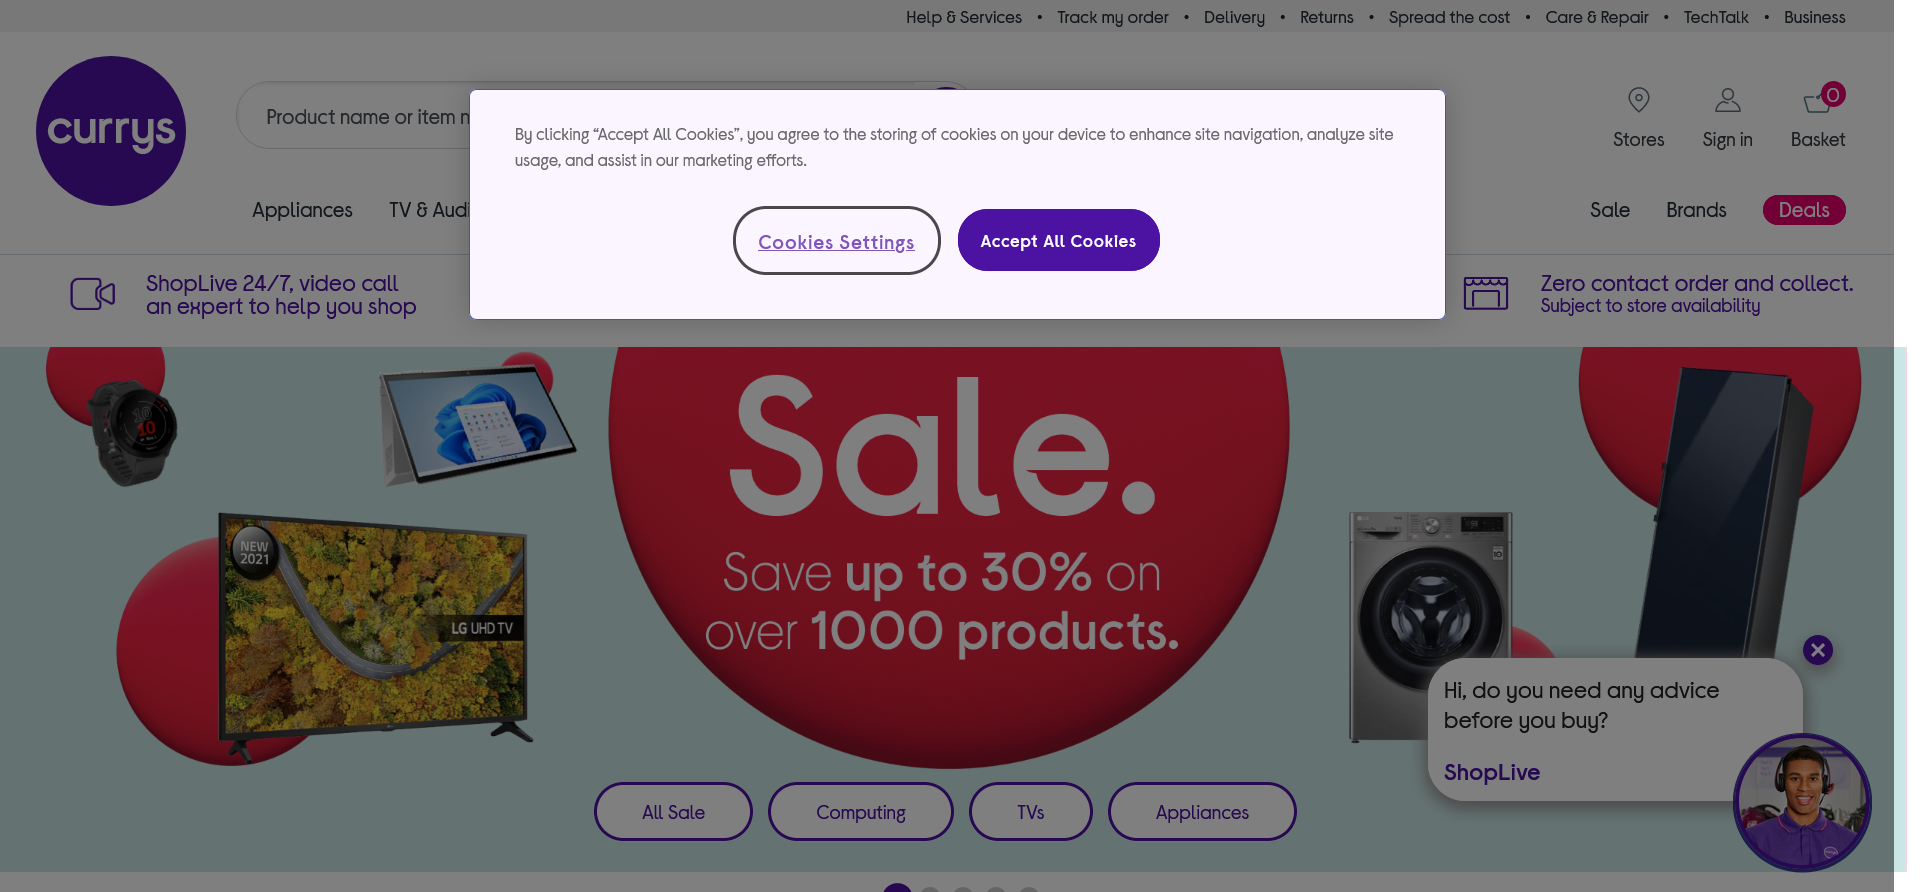 Help & Services • Track my order • Delivery • Returns • Spread the cost • Care & Repair • TechTalk • Business
currys
Product name or item
0
Stores
Sign in
Basket
Appliances
TV & Audi
Sale
Brands
Deals
By clicking “Accept All Cookies”, you agree to the storing of cookies on your device to enhance site navigation, analyze site
usage, and assist in our marketing efforts.
Cookies Settings
Accept All Cookies
ShopLive 24/7, video call
an expert to help you shop
Zero contact order and collect.
Subject to store availability
Sale.
Save up to 30% on
over 1000 products.
10
10
NEW
2021
LG UHD TV
LG
Hi, do you need any advice
before you buy?
ShopLive
All Sale
Computing
TVs
Appliances